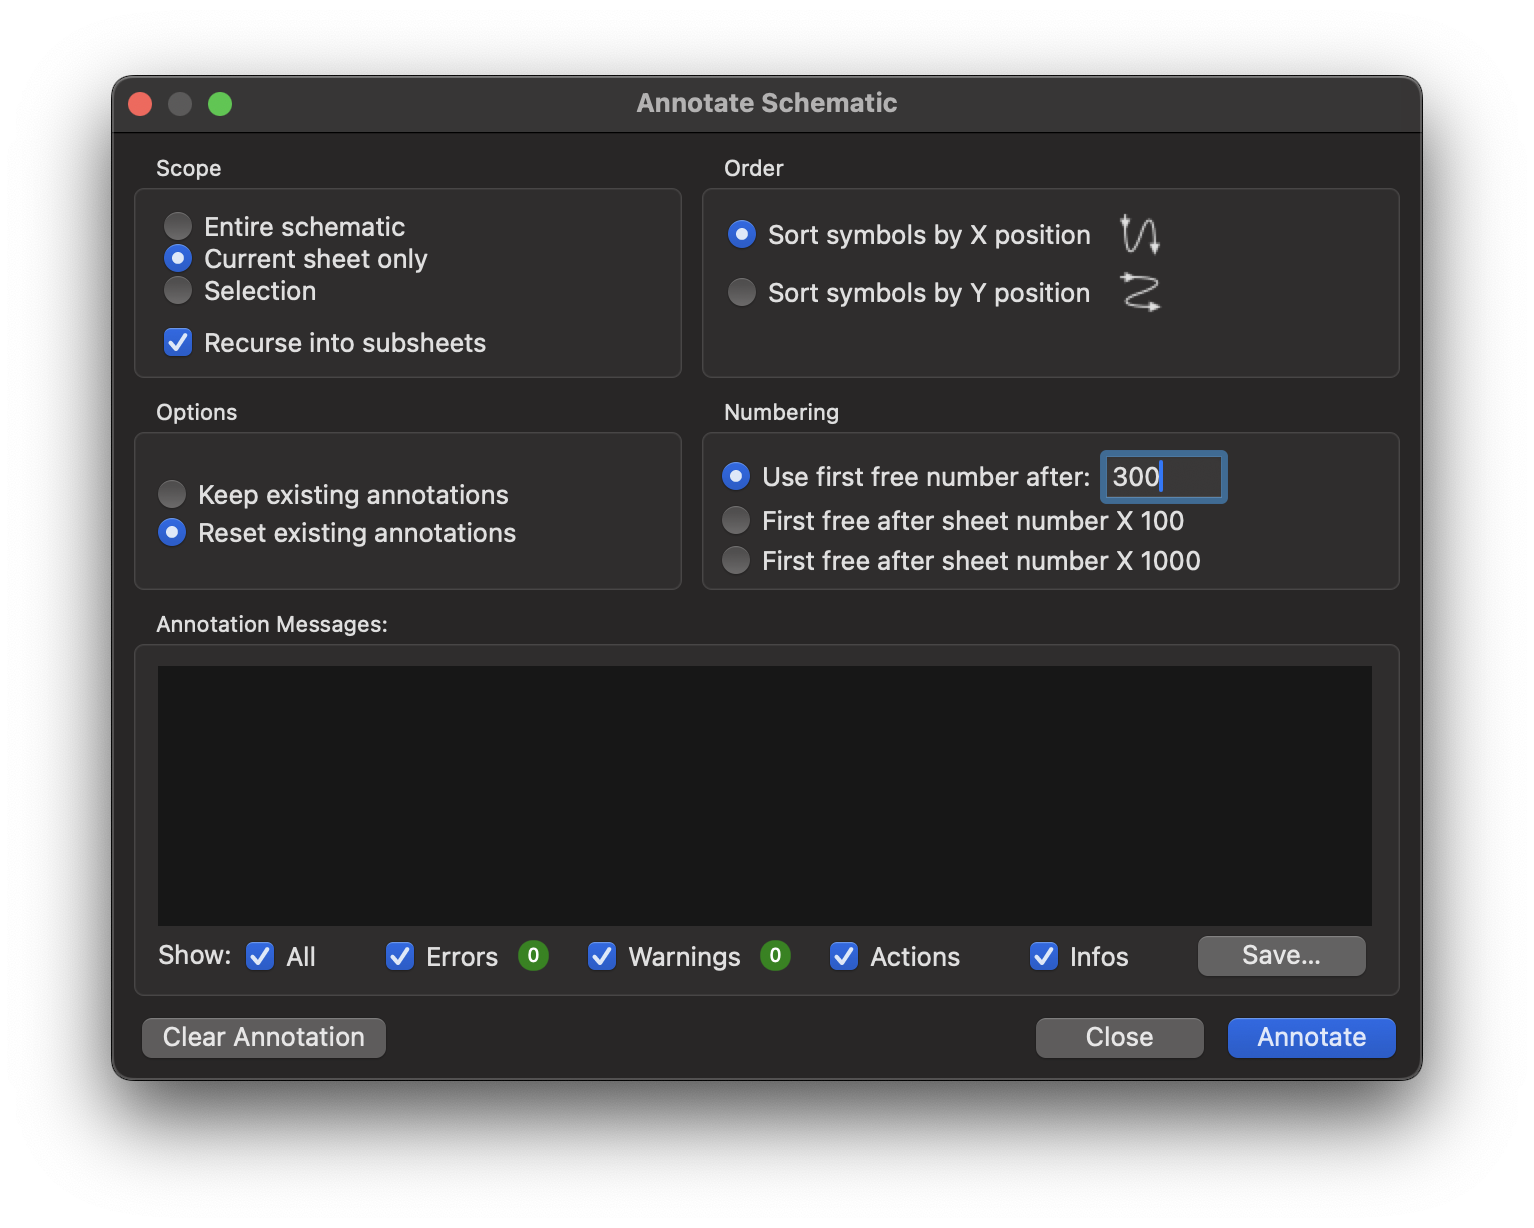 Annotate Schematic
Scope
Entire schematic
Current sheet only
Selection
Recurse into subsheets
Order
Sort symbols by X position
Sort symbols by Y position
Options
Keep existing annotations
Reset existing annotations
Numbering
Use first free number after: 300
First free after sheet number X 100
First free after sheet number X 1000
Annotation Messages:
Show: All Errors 0 Warnings 0 Actions Infos Save...
Clear Annotation Close Annotate